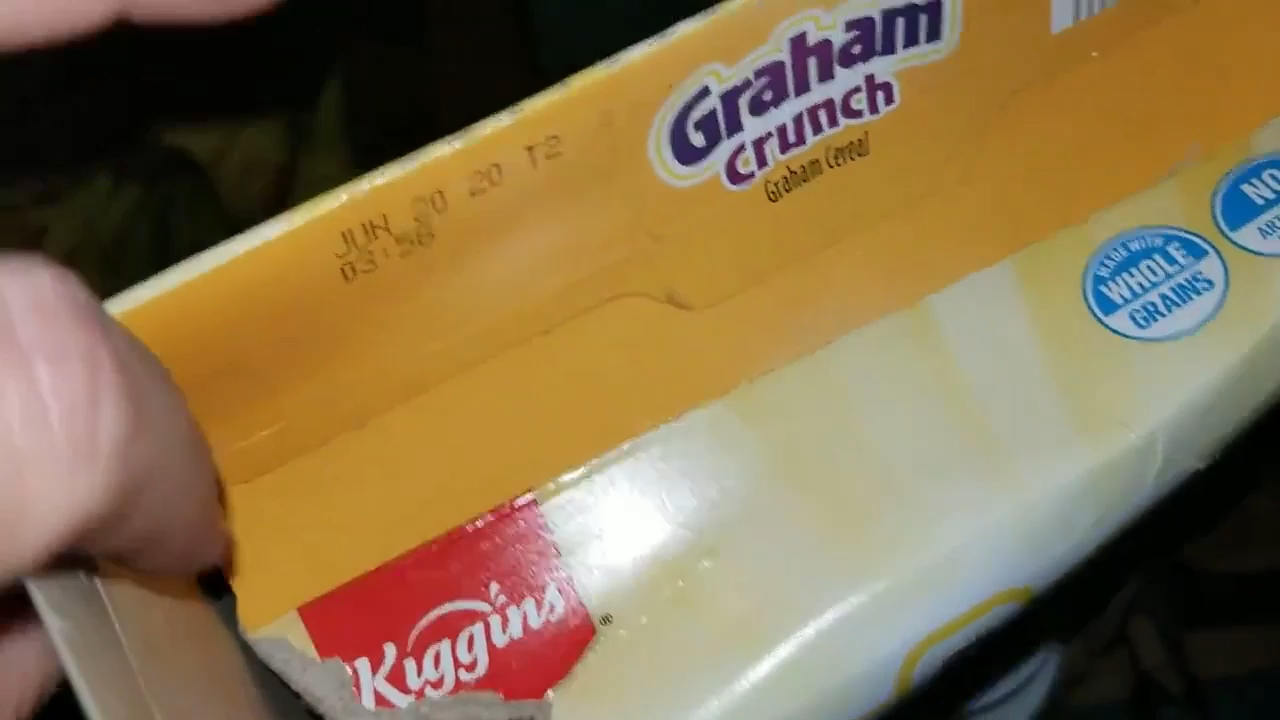 Graham
crunch
Graham Cereal
JUN 20 20 T2
03:56
MADE WITH
WHOLE
GRAINS
NO
Kiggins®